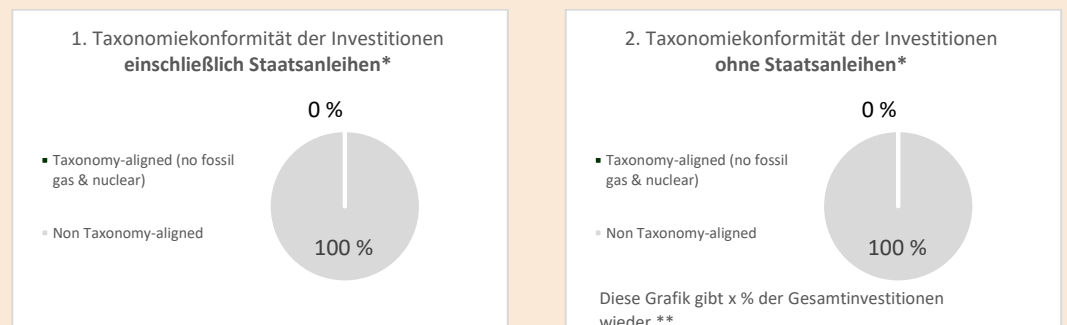 1. Taxonomiekonformität der Investitionen
einschließlich Staatsanleihen*
0 %
▪ Taxonomy-aligned (no fossil
gas & nuclear)
▪ Non Taxonomy-aligned
100 %
2. Taxonomiekonformität der Investitionen
ohne Staatsanleihen*
0 %
▪ Taxonomy-aligned (no fossil
gas & nuclear)
▪ Non Taxonomy-aligned
100 %
Diese Grafik gibt x % der Gesamtinvestitionen
wieder.**